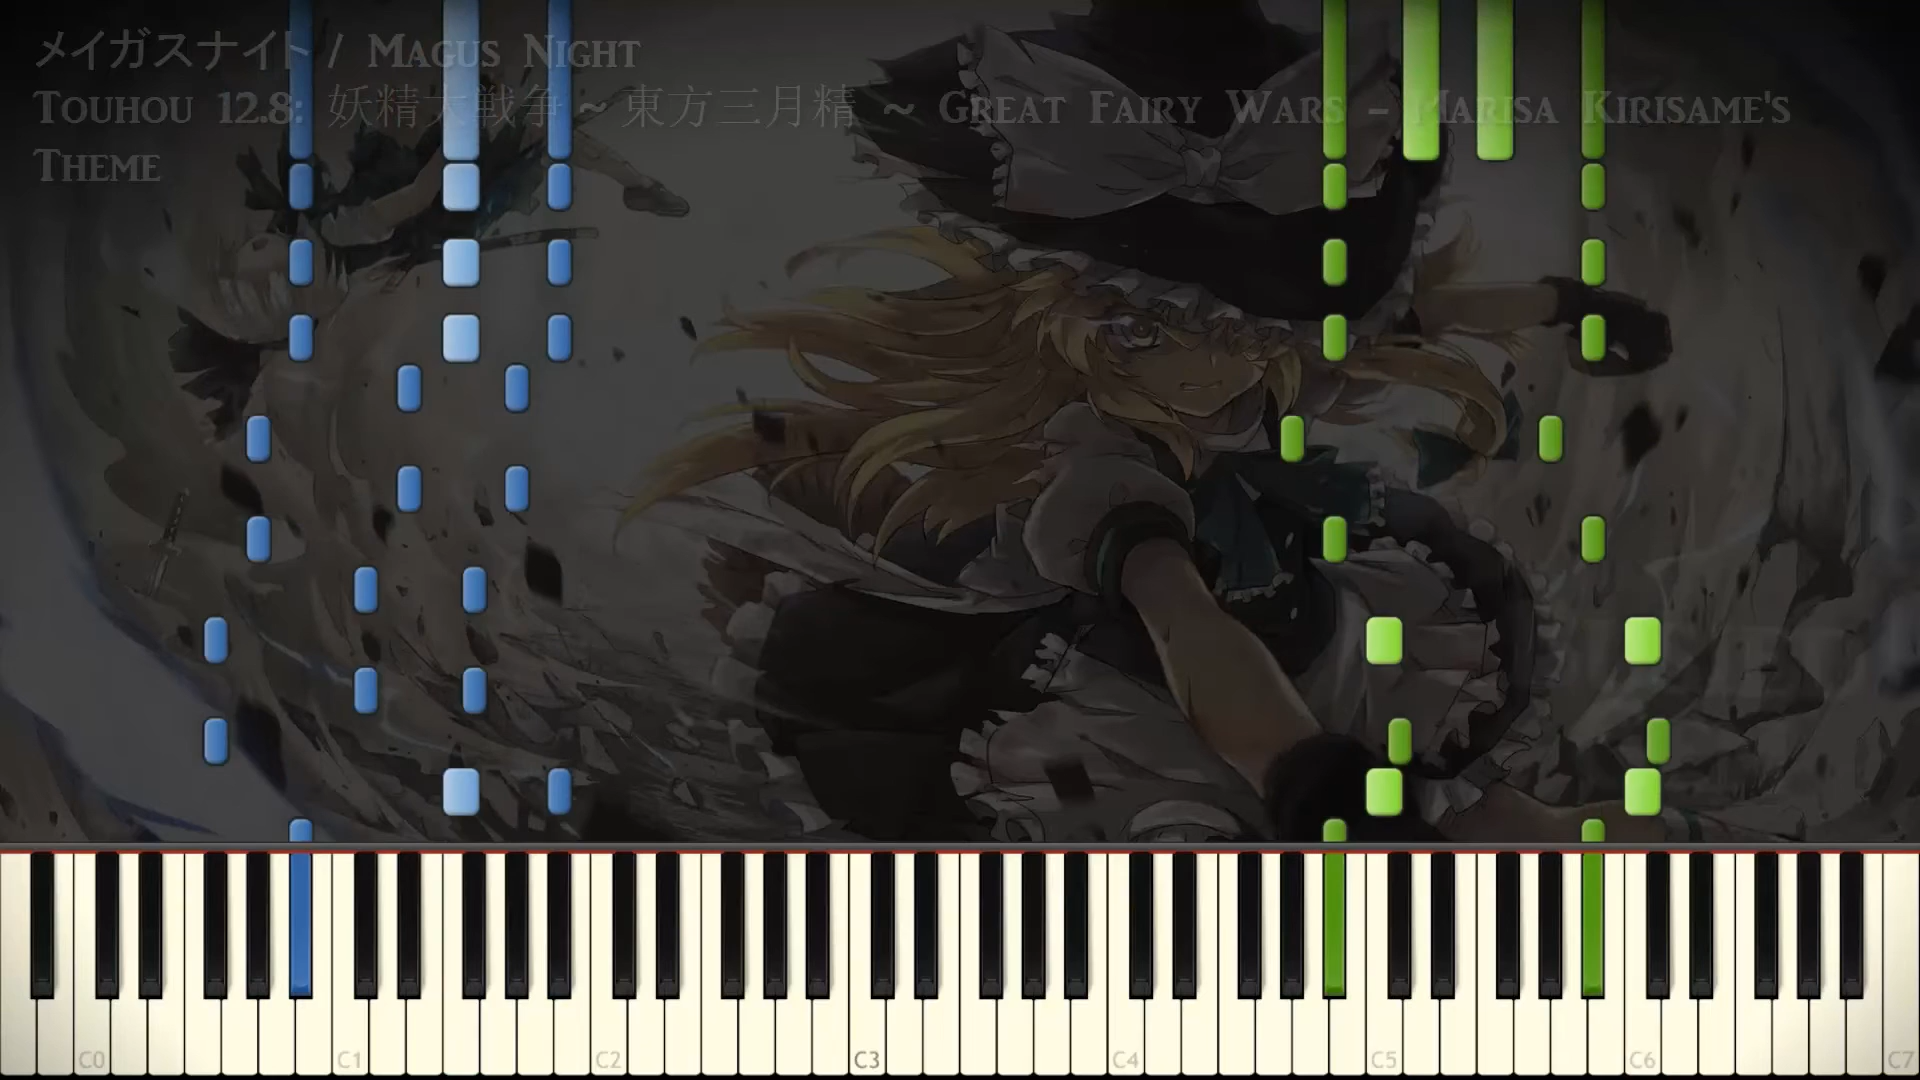 メイガスナイト / Magus Night
Touhou 12.8: 妖精大戦争 ~ 東方三月精 ~ Great Fairy Wars - Marisa Kirisame's
Theme
C0 C1 C2 C3 C4 C5 C6 C7